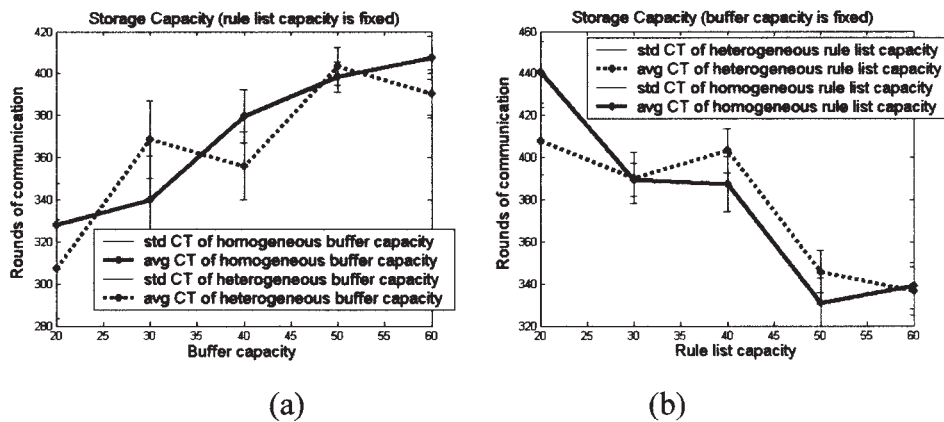 Storage Capacity (rule list capacity is fixed)
420
400
380
360
340
320
300
280
Rounds of communication
std CT of homogeneous buffer capacity
avg CT of homogeneous buffer capacity
std CT of heterogeneous buffer capacity
avg CT of heterogeneous buffer capacity
20 25 30 35 40 45 50 55 60
Buffer capacity
(a)
Storage Capacity (buffer capacity is fixed)
460
440
420
400
380
360
340
320
Rounds of communication
std CT of heterogeneous rule list capacity
avg CT of heterogeneous rule list capacity
std CT of homogeneous rule list capacity
avg CT of homogeneous rule list capacity
20 25 30 35 40 45 50 55 60
Rule list capacity
(b)